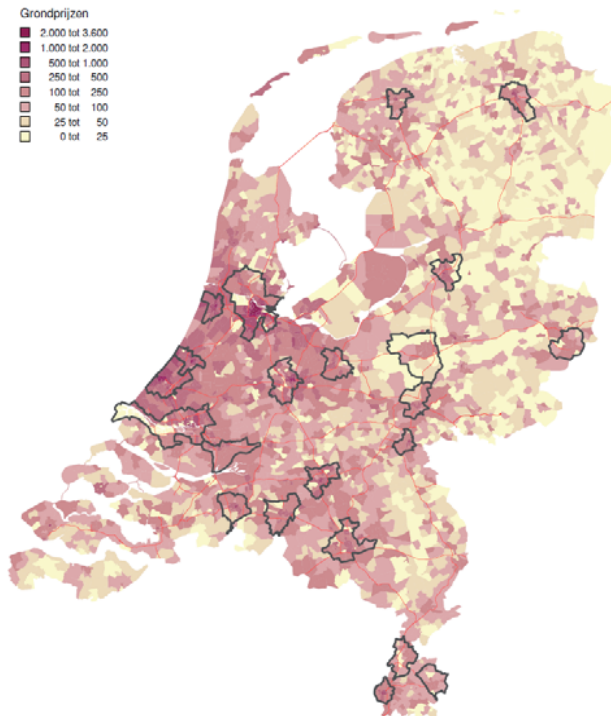 Grondprijzen
2.000 tot 3.600
1.000 tot 2.000
500 tot 1.000
250 tot 500
100 tot 250
50 tot 100
25 tot 50
0 tot 25